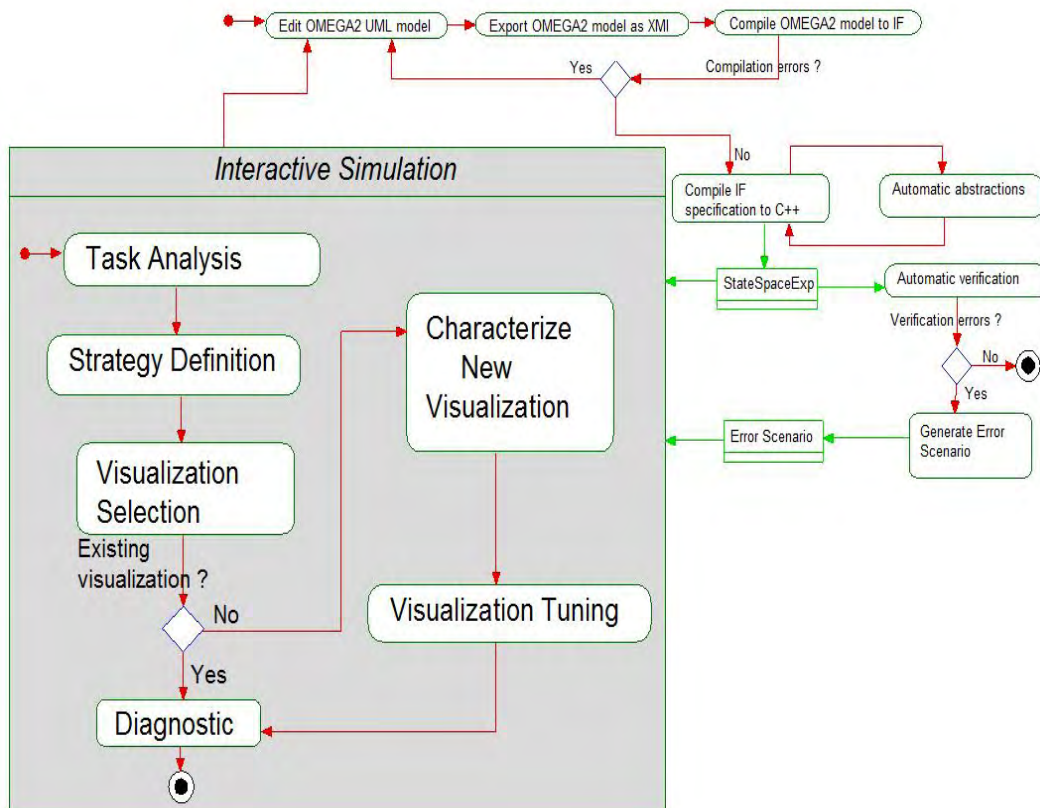 Edit OMEGA2 UML model
Export OMEGA2 model as XMI
Compile OMEGA2 model to IF
Yes
Compilation errors ?
No
Interactive Simulation
Compile IF
specification to C++
Automatic abstractions
Task Analysis
StateSpaceExp
Automatic verification
Characterize
New
Visualization
Strategy Definition
Verification errors ?
No
Yes
Visualization
Selection
Error Scenario
Generate Error
Scenario
Existing
visualization ?
No
Visualization Tuning
Yes
Diagnostic